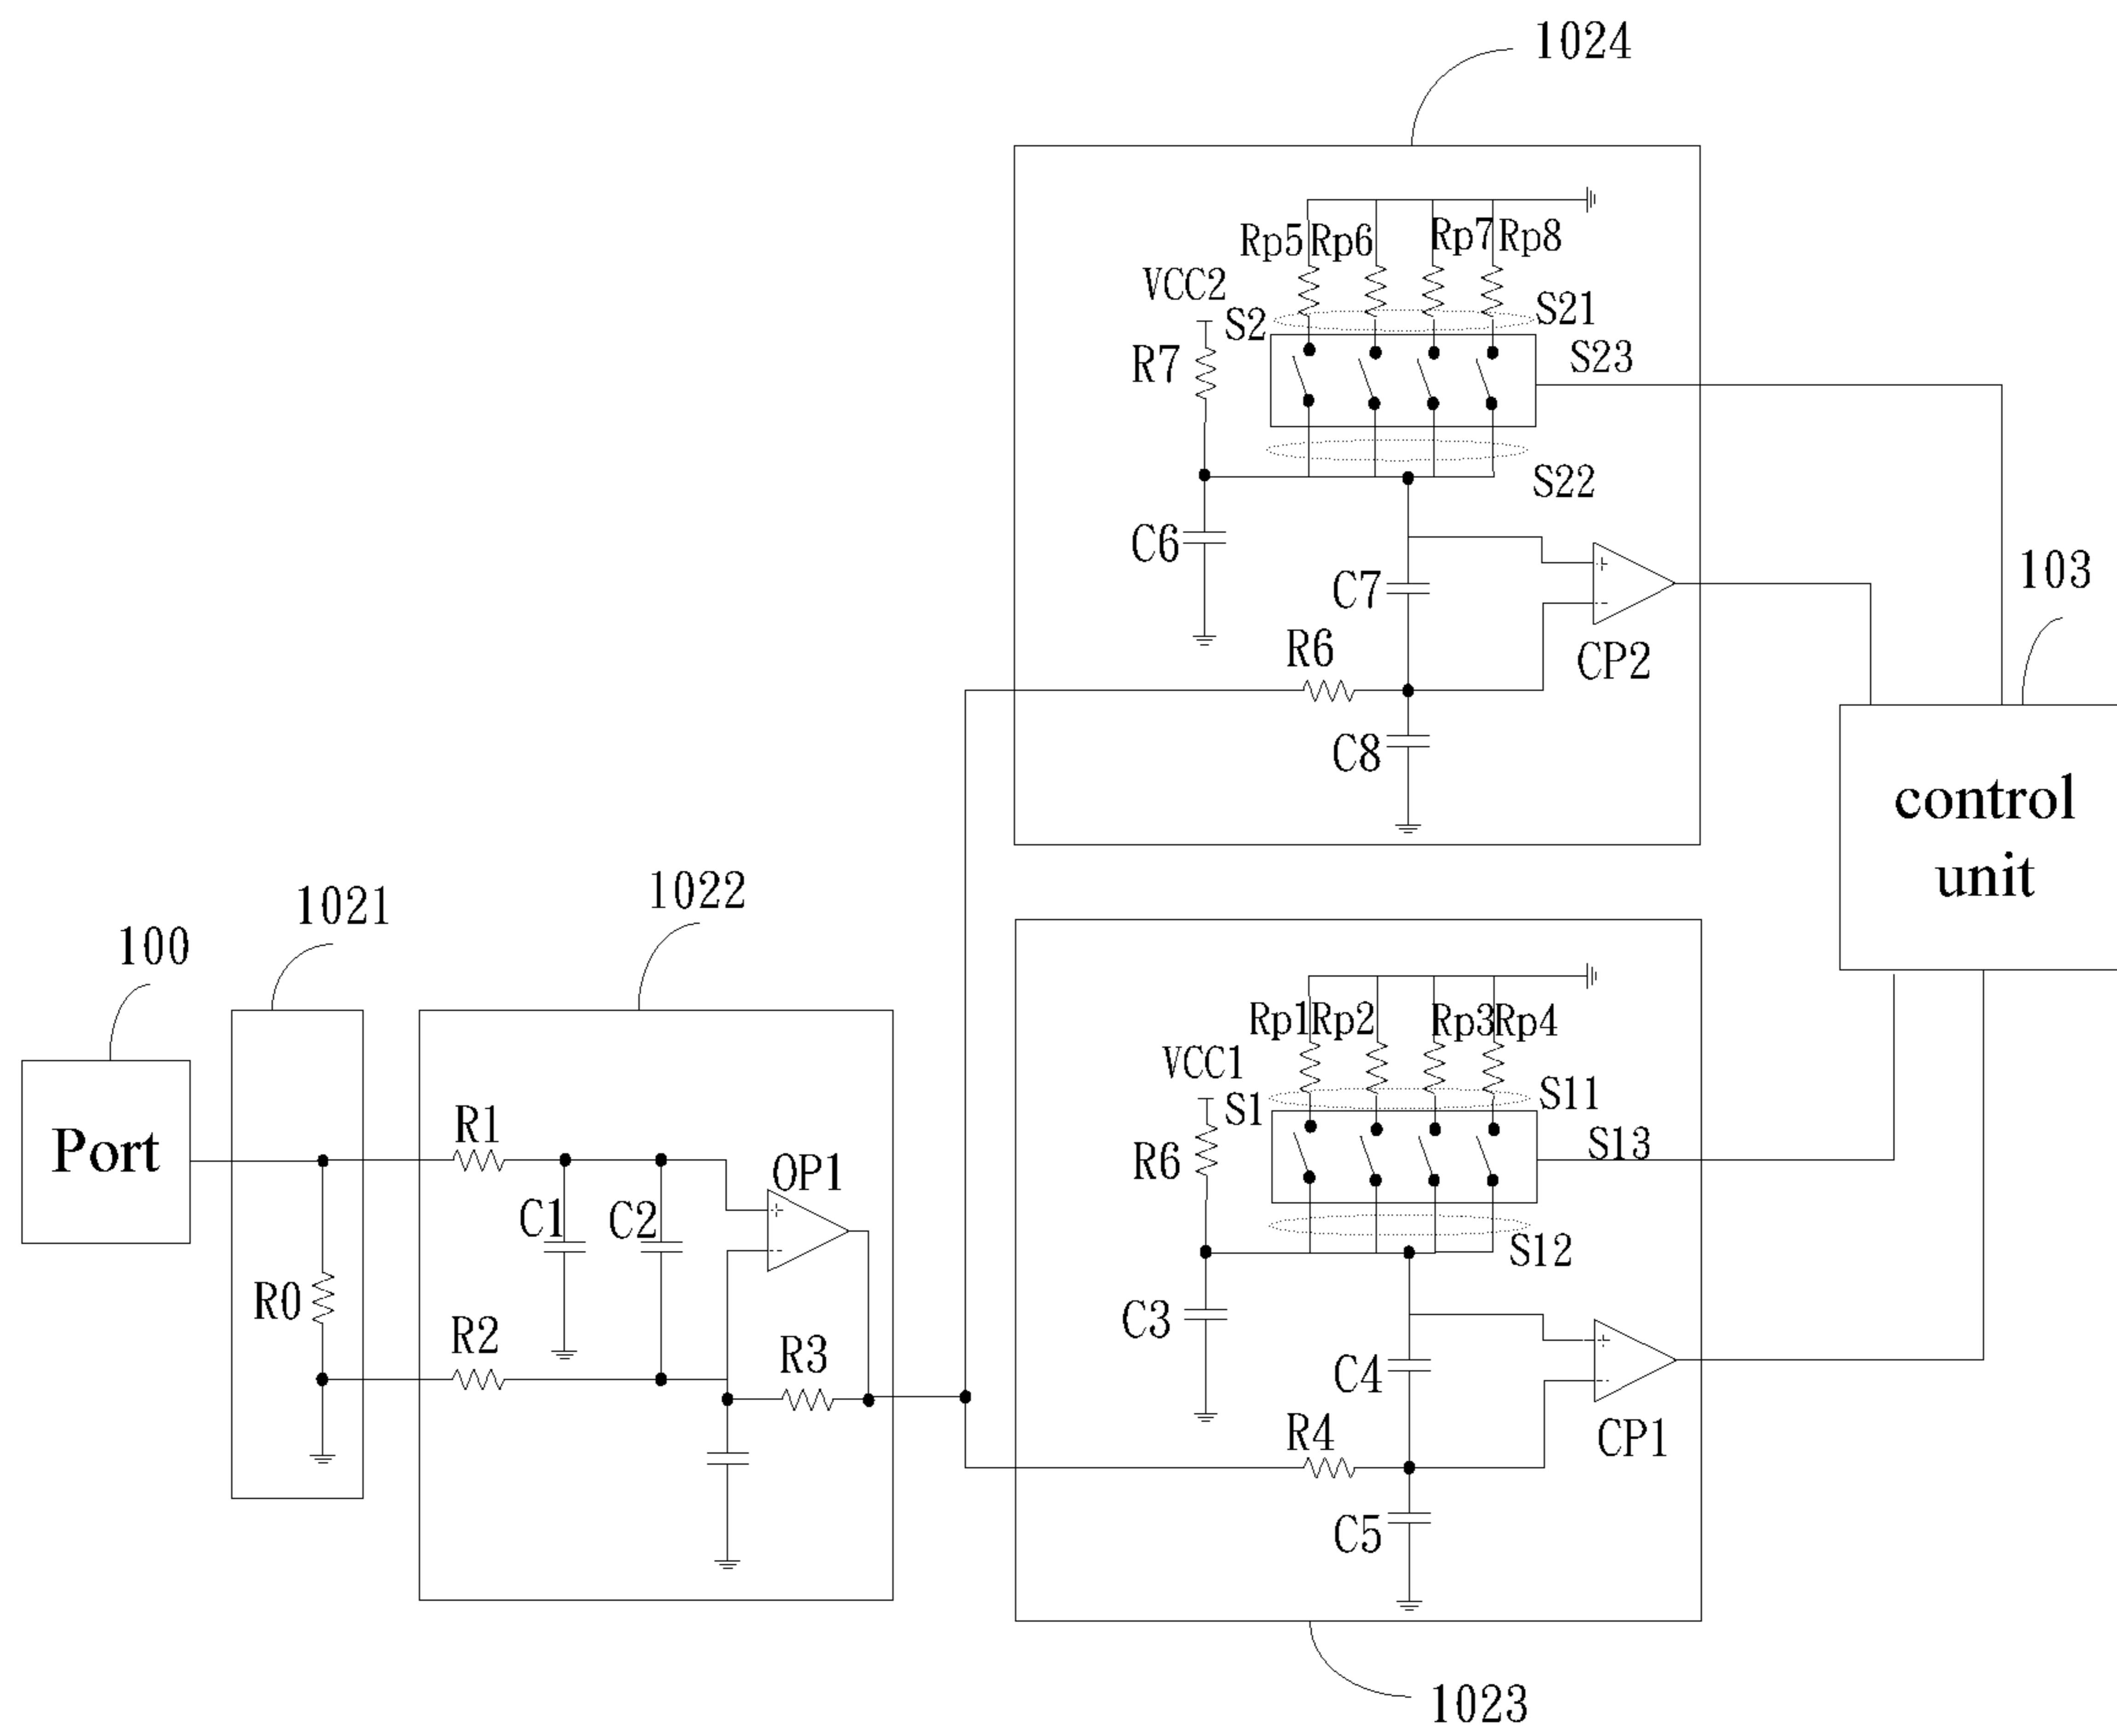 1024
Rp5 Rp6 Rp7 Rp8
VCC2
S2
S21
R7
S23
S22
C6
C7
+
-
CP2
R6
C8
103
control
unit
100
1021
1022
Port
R0
R1
C1
C2
OP1
+
-
R2
R3
Rp1 Rp2 Rp3 Rp4
VCC1
S1
S11
R6
S13
S12
C3
C4
+
-
CP1
R4
C5
1023